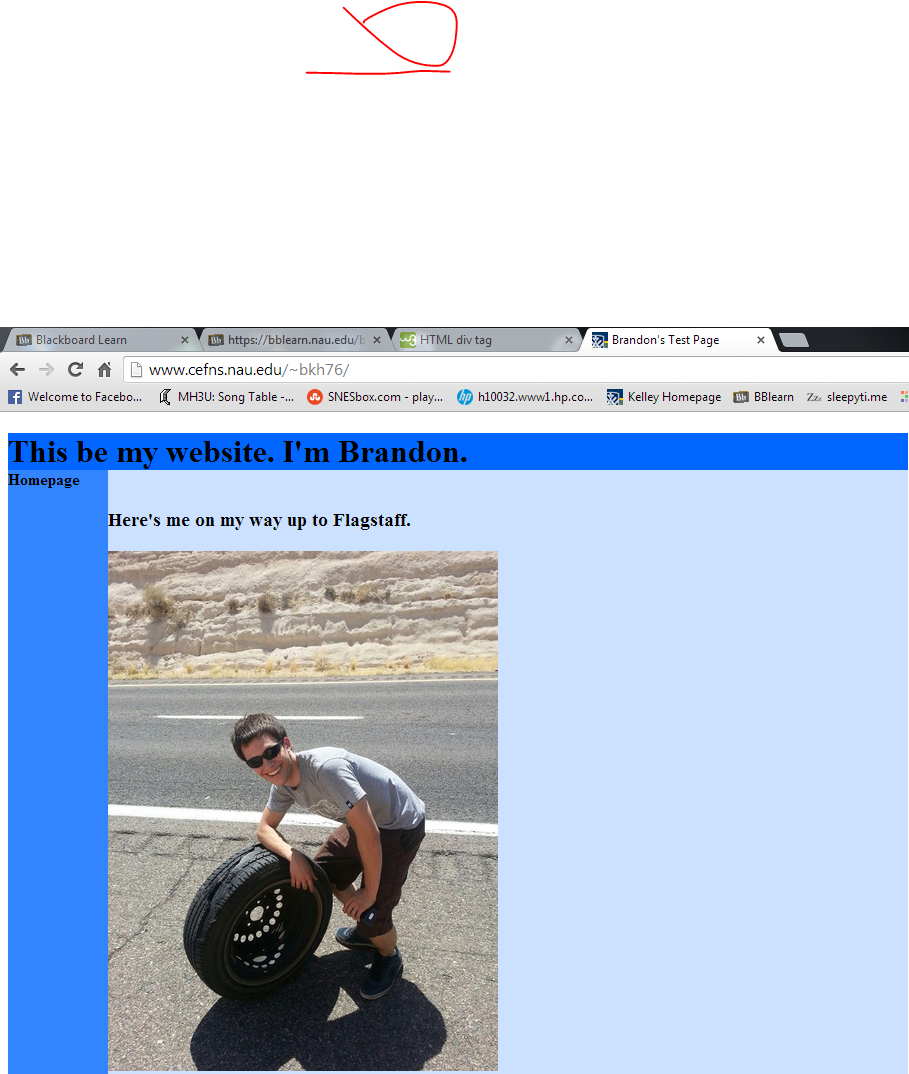 Blackboard Learn
https://bblearn.nau.edu/b
HTML div tag
Brandon's Test Page
www.cefns.nau.edu/~bkh76/
Welcome to Facebo...
MH3U: Song Table -...
SNESbox.com - play...
h10032.www1.hp.co...
Kelley Homepage
Bb BBlearn
Zzz sleepyti.me
This be my website. I'm Brandon.
Homepage
Here's me on my way up to Flagstaff.